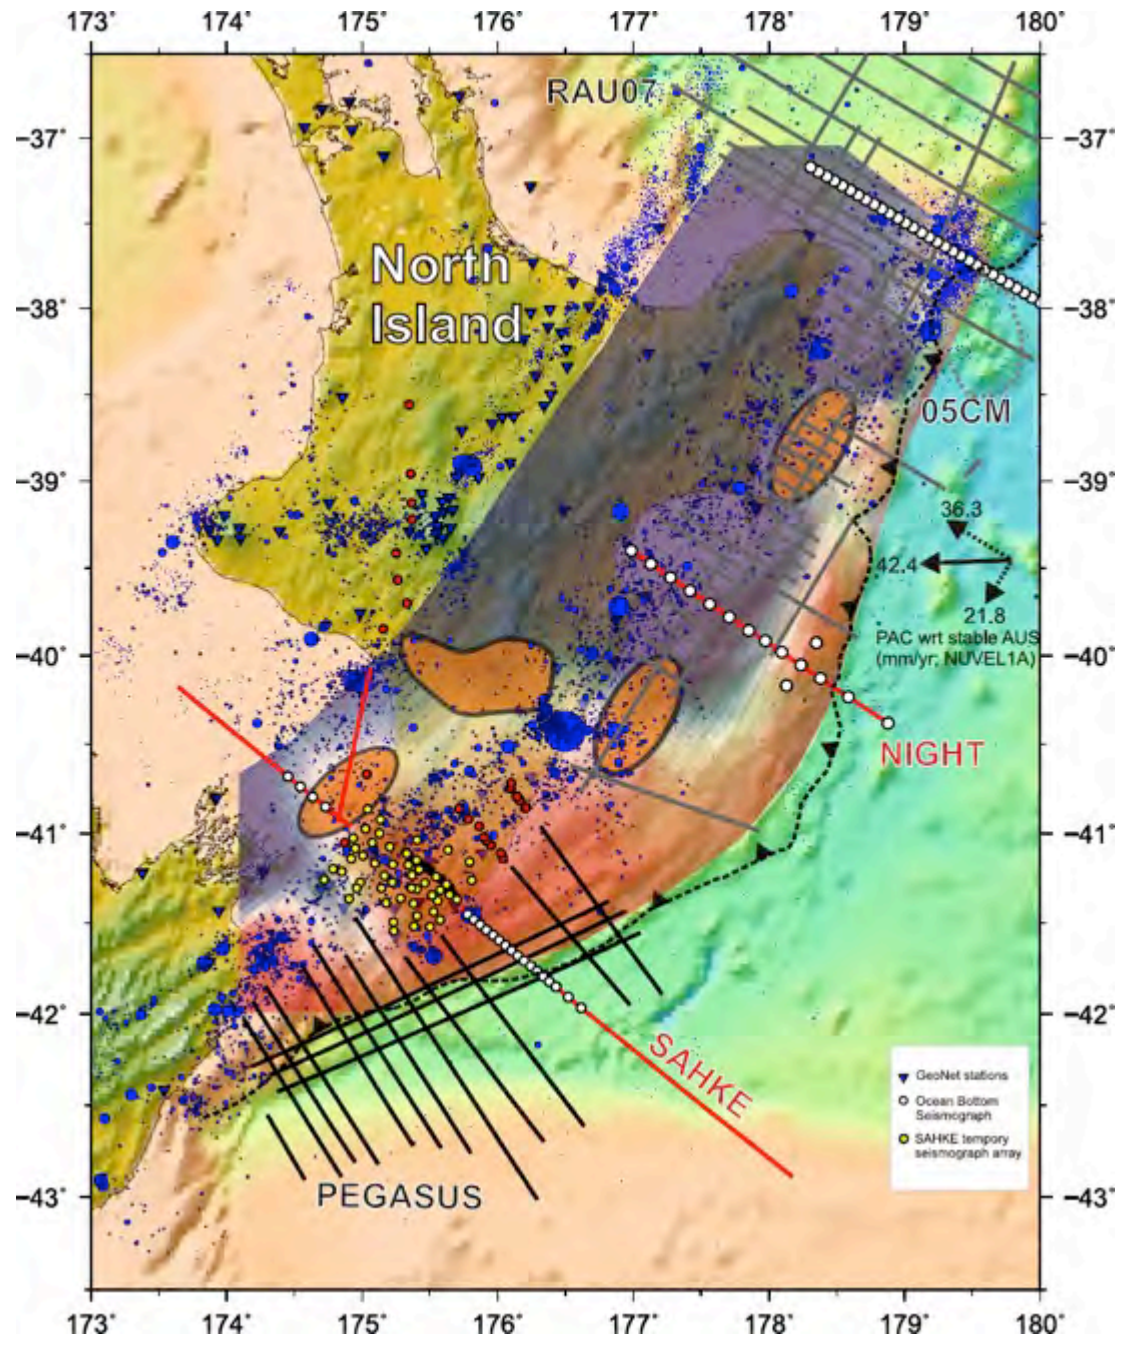 173° 174° 175° 176° 177° 178° 179° 180°
RAU07
−37° −37°
North
Island
−38° −38°
05CM
−39° −39°
36.3
42.4
21.8
PAC wrt stable AUS
(mm/yr; NUVEL1A)
−40° −40°
NIGHT
−41° −41°
−42° −42°
SAHKE
GeoNet stations
Ocean Bottom
Seismograph
SAHKE tempory
seismograph array
PEGASUS
−43° −43°
173° 174° 175° 176° 177° 178° 179° 180°